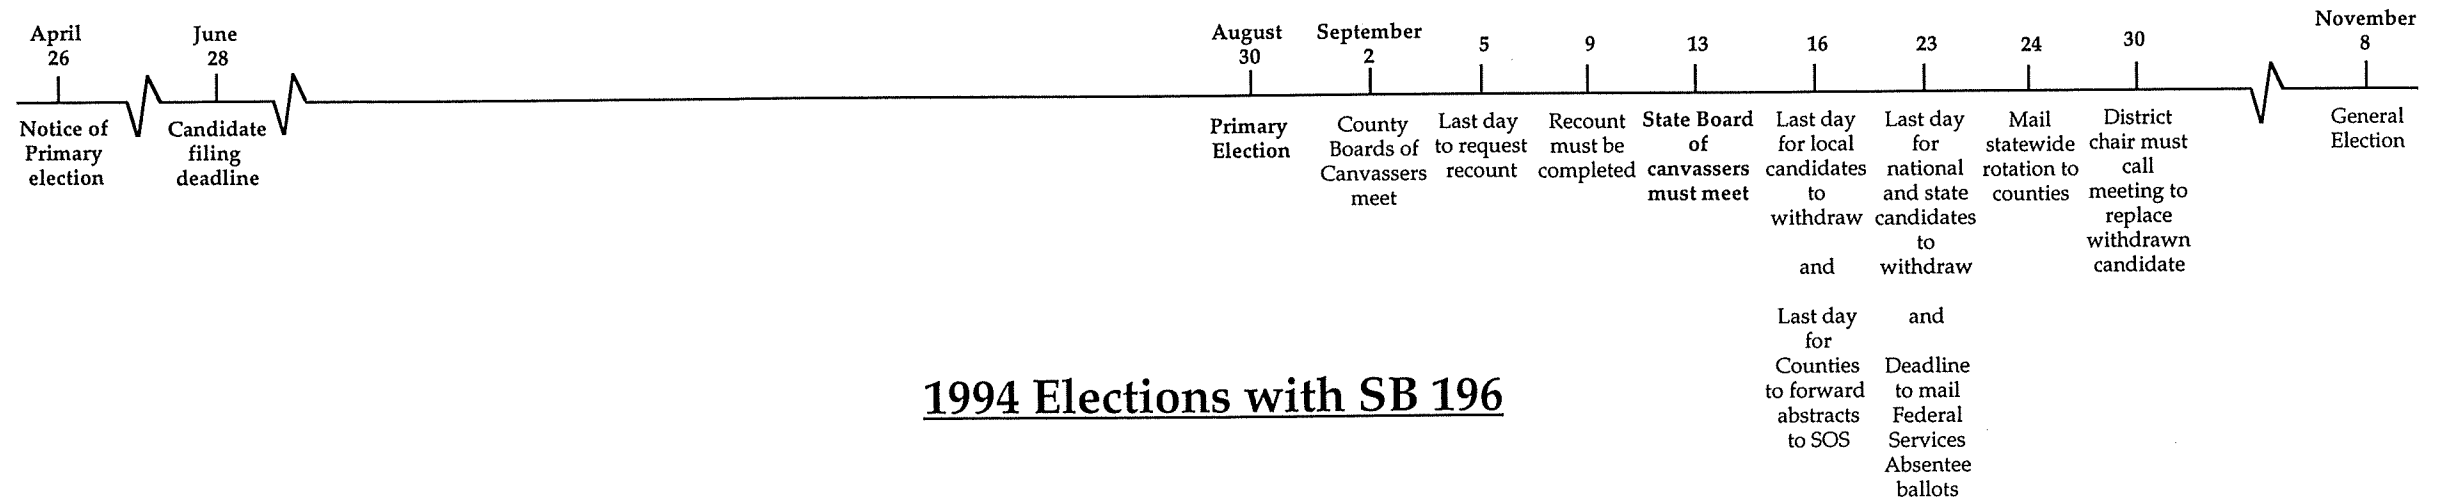 April
26
June
28
August
30
September
2
5
9
13
16
23
24
30
November
8
Notice of
Primary
election
Candidate
filing
deadline
Primary
Election
County
Boards of
Canvassers
meet
Last day
to request
recount
Recount
must be
completed
State Board
of
canvassers
must meet
Last day
for local
candidates
to
withdraw
and
Last day
for
Counties
to forward
abstracts
to SOS
Last day
for
national
and state
candidates
to
withdraw
and
Deadline
to mail
Federal
Services
Absentee
ballots
Mail
statewide
rotation to
counties
District
chair must
call
meeting to
replace
withdrawn
candidate
General
Election
1994 Elections with SB 196